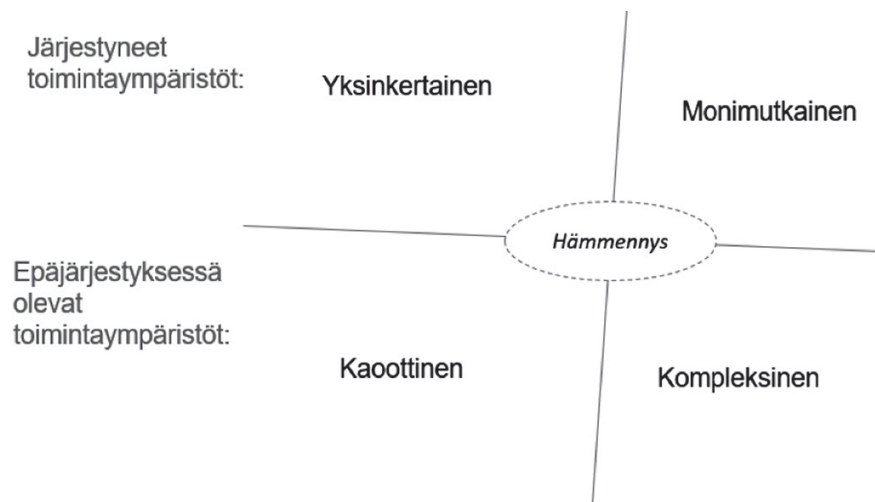 Järjestyneet
toimintaympäristöt:
Yksinkertainen
Monimutkainen
Hämmennys
Epäjärjestyksessä
olevat
toimintaympäristöt:
Kaoottinen
Kompleksinen